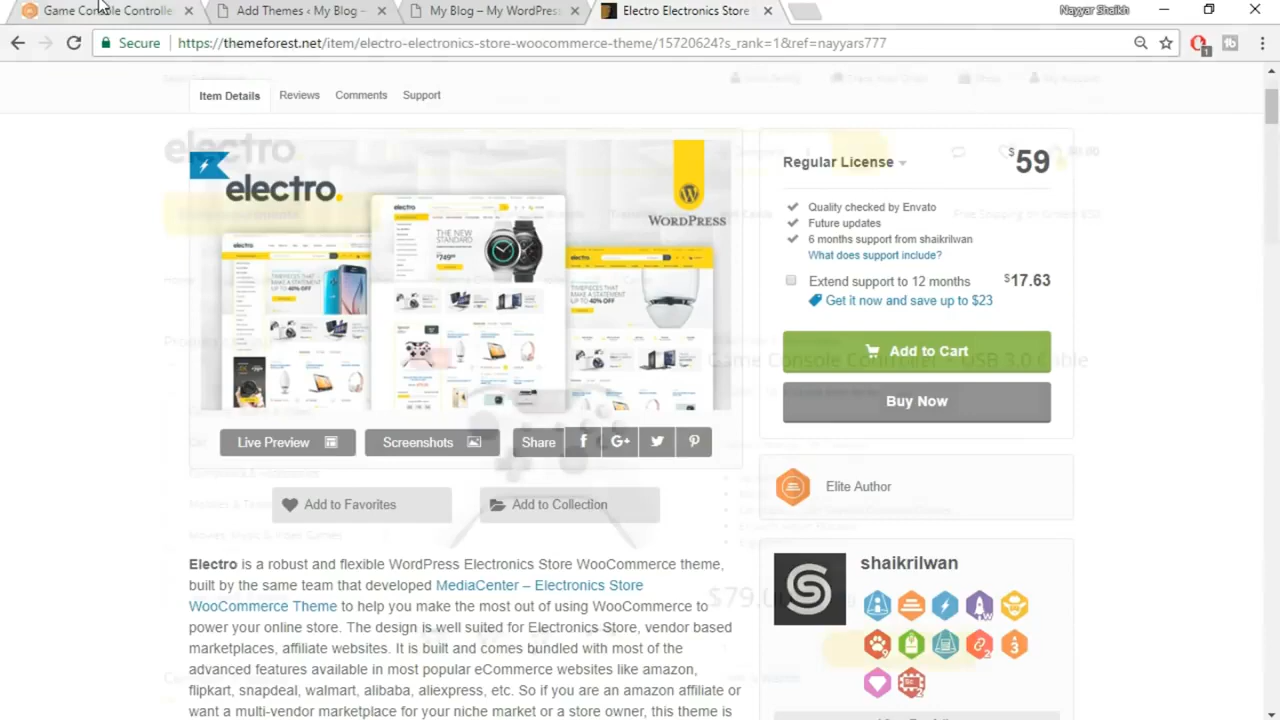 Game Console Controlle
Add Themes ‹ My Blog –
My Blog – My WordPress
Electro Electronics Store
Nayyar Shaikh
Secure
https://themeforest.net/item/electro-electronics-store-woocommerce-theme/15720624?s_rank=1&ref=nayyars777
1
Item Details
Reviews
Comments
Support
electro
electro.
WORDPRESS
electro
THE NEW
STANDARD
electro
UP TO 40% OFF
Regular License
$59
Quality checked by Envato
Future updates
6 months support from shaikrilwan
What does support include?
Extend support to 12 months
$17.63
Get it now and save up to $23
Add to Cart
Buy Now
Live Preview
Screenshots
Share
Add to Favorites
Add to Collection
Elite Author
Electro is a robust and flexible WordPress Electronics Store WooCommerce theme,
built by the same team that developed MediaCenter – Electronics Store
WooCommerce Theme to help you make the most out of using WooCommerce to
power your online store. The design is well suited for Electronics Store, vendor based
marketplaces, affiliate websites. It is built and comes bundled with most of the
advanced features available in most popular eCommerce websites like amazon,
flipkart, snapdeal, walmart, alibaba, aliexpress, etc. So if you are an amazon affiliate or
want a multi-vendor marketplace for your niche market or a store owner, this theme is
shaikrilwan